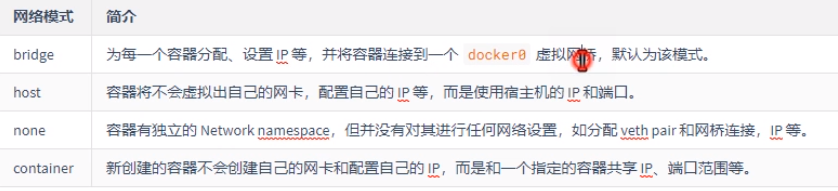 网络模式 简介
bridge 为每一个容器分配、设置 IP 等，并将容器连接到一个 docker0 虚拟网桥，默认为该模式。
host 容器将不会虚拟出自己的网卡，配置自己的 IP 等，而是使用宿主机的 IP 和端口。
none 容器有独立的 Network namespace，但并没有对其进行任何网络设置，如分配 veth pair 和网桥连接，IP 等。
container 新创建的容器不会创建自己的网卡和配置自己的 IP，而是和一个指定的容器共享 IP、端口范围等。